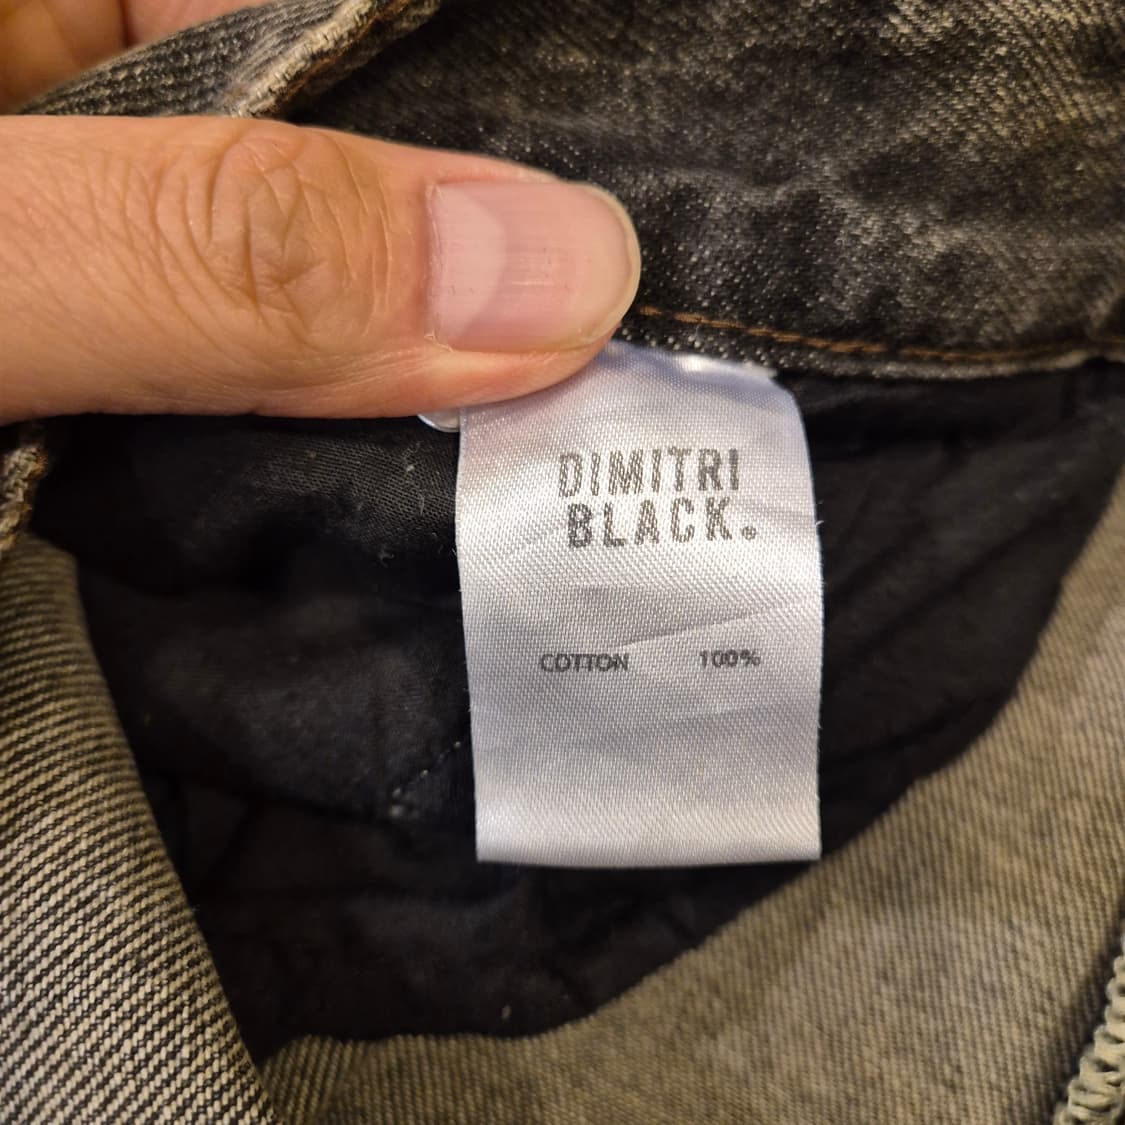 DIMITRI
BLACK.
COTTON 100%